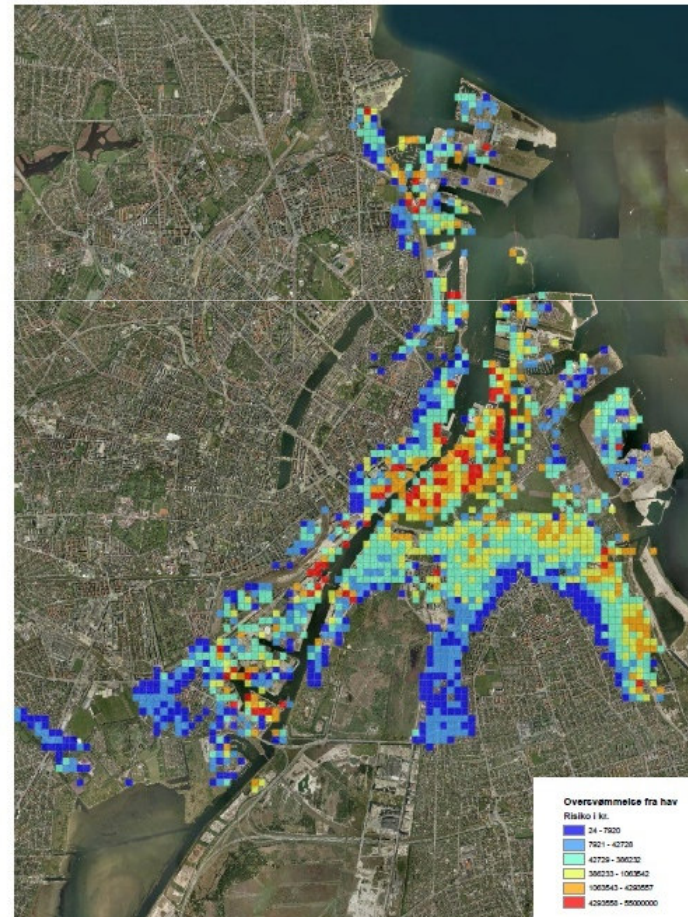 Oversvømmelse fra hav
Risiko i kr.
24 - 7920
7921 - 42728
42729 - 386232
386233 - 1063542
1063543 - 4293557
4293558 - 55000000